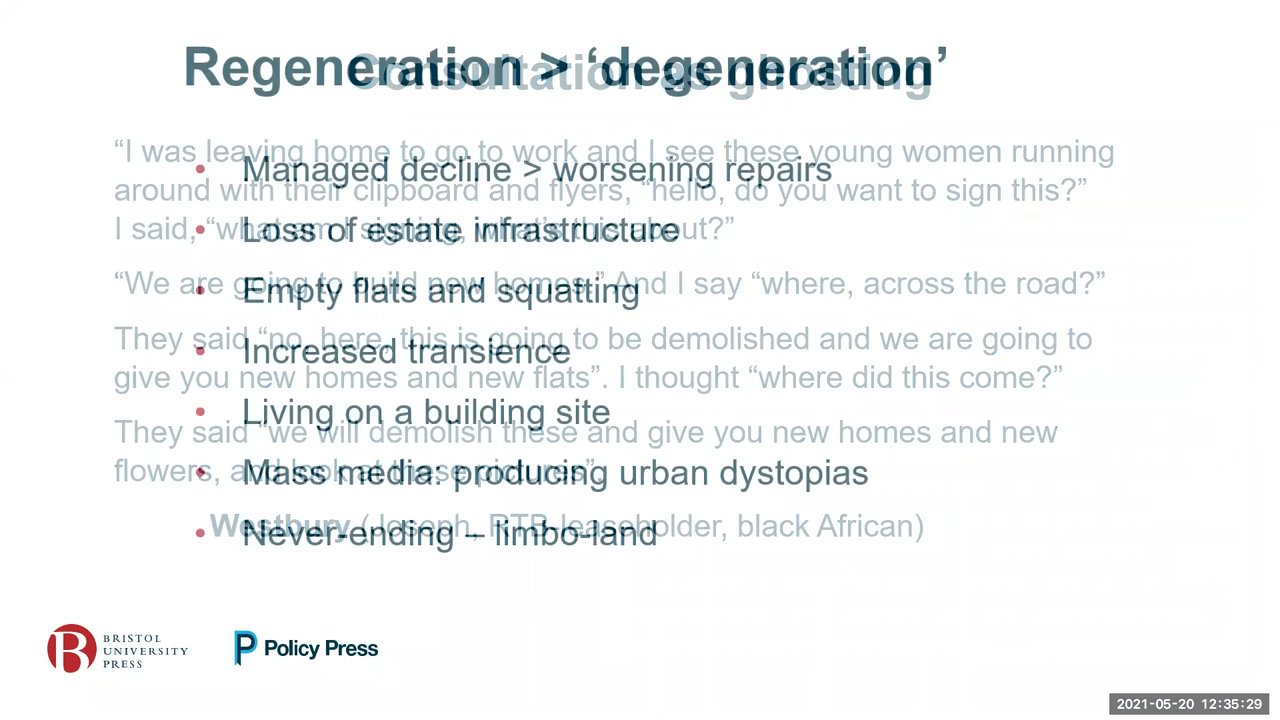 Regeneration > ‘degeneration’
• Managed decline > worsening repairs
• Loss of estate infrastructure
• Empty flats and squatting
• Increased transience
• Living on a building site
• Mass media: producing urban dystopias
• Never-ending – limbo-land
Consultation as ghosting
“I was leaving home to go to work and I see these young women running
around with their clipboard and flyers, “hello, do you want to sign this?”
I said, “what am I signing, what’s this about?”
“We are going to build new homes.” And I say “where, across the road?”
They said “no, here, this is going to be demolished and we are going to
give you new homes and new flats”. I thought “where did this come?”
They said “we will demolish these and give you new homes and new
flowers, and look at these pictures”.
Westbury (Joseph, RTB leaseholder, black African)
BRISTOL
UNIVERSITY
PRESS
Policy Press
2021-05-20 12:35:29